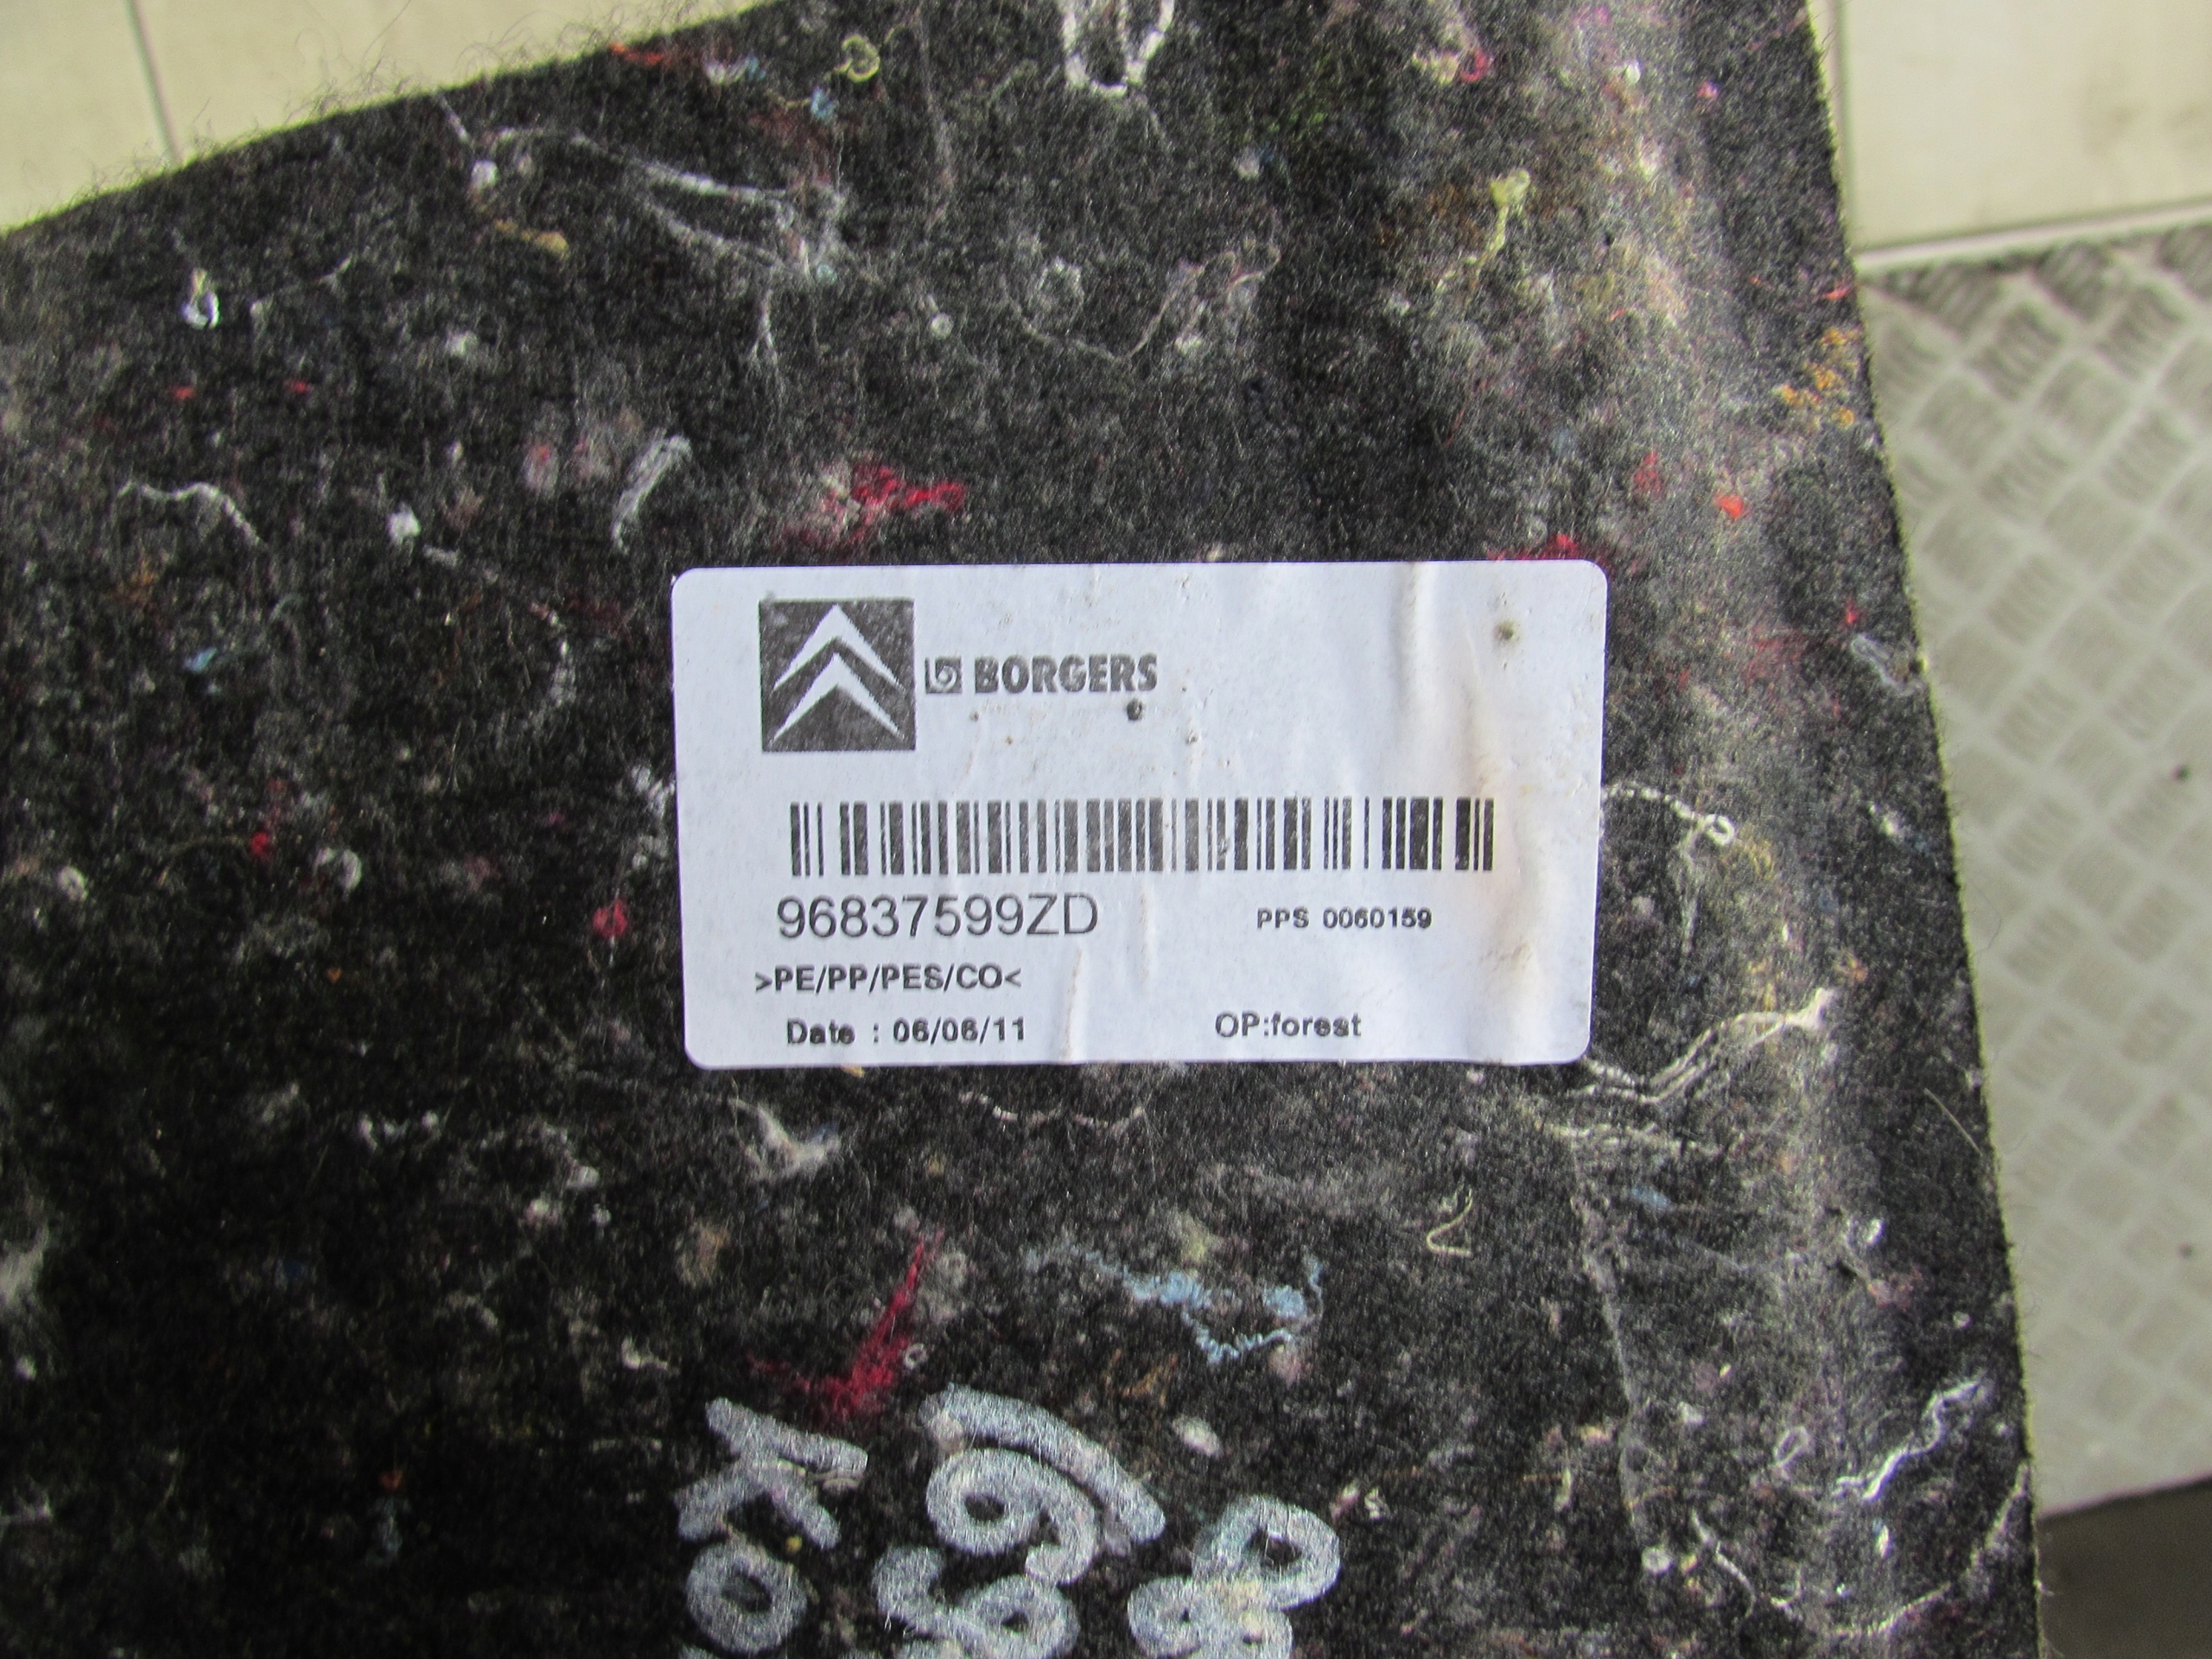 BORGERS
96837599ZD PPS 0060159
>PE/PP/PES/CO<
Date : 06/06/11 OP:forest